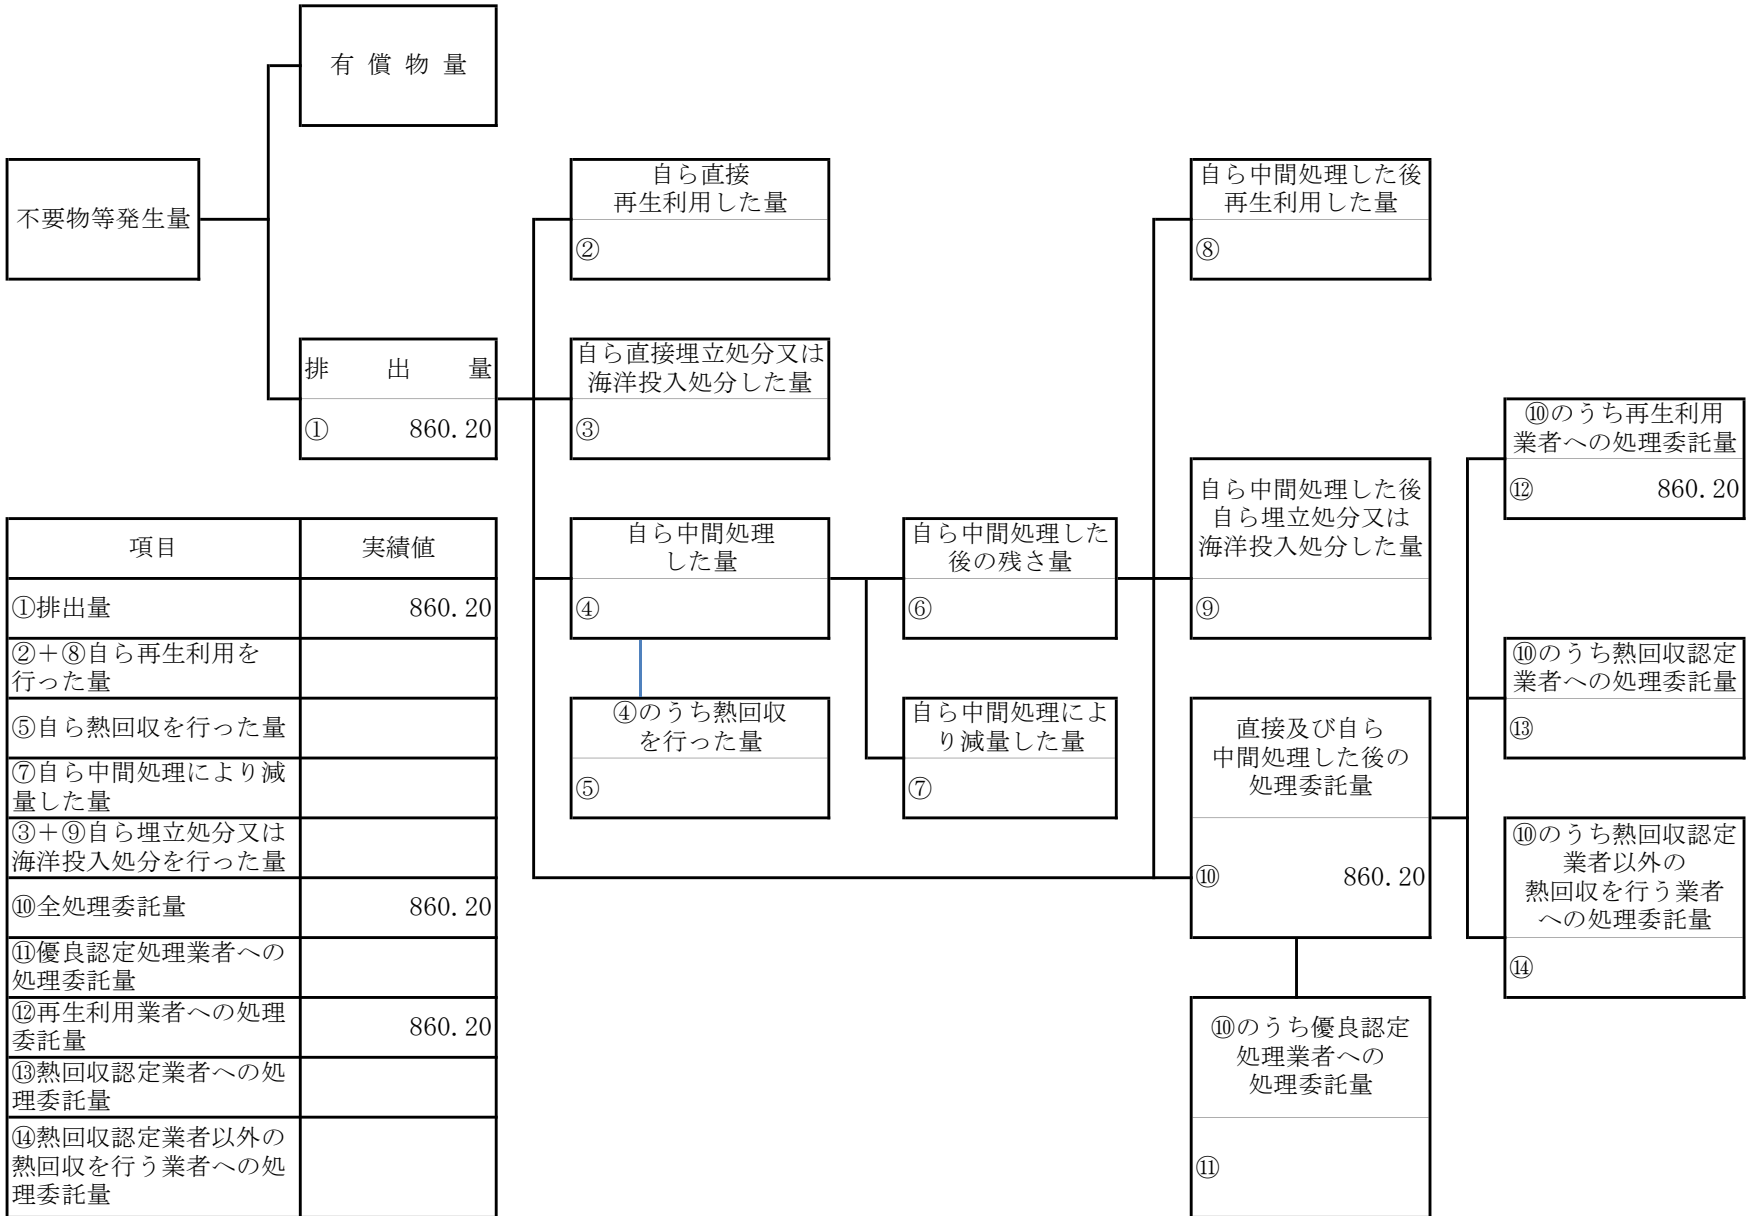 有償物量
不要物等発生量
排出量
① 860.20
自ら直接
再生利用した量
②
自ら直接埋立処分又は
海洋投入処分した量
③
自ら中間処理
した量
④
④のうち熱回収
を行った量
⑤
自ら中間処理した
後の残さ量
⑥
自ら中間処理によ
り減量した量
⑦
自ら中間処理した後
再生利用した量
⑧
自ら中間処理した後
自ら埋立処分又は
海洋投入処分した量
⑨
直接及び自ら
中間処理した後の
処理委託量
⑩ 860.20
⑩のうち優良認定
処理業者への
処理委託量
⑪
⑩のうち再生利用
業者への処理委託量
⑫ 860.20
⑩のうち熱回収認定
業者への処理委託量
⑬
⑩のうち熱回収認定
業者以外の
熱回収を行う業者
への処理委託量
⑭
項目 実績値
①排出量 860.20
②+⑧自ら再生利用を
行った量
⑤自ら熱回収を行った量
⑦自ら中間処理により減
量した量
③+⑨自ら埋立処分又は
海洋投入処分を行った量
⑩全処理委託量 860.20
⑪優良認定処理業者への
処理委託量
⑫再生利用業者への処理
委託量 860.20
⑬熱回収認定業者への処
理委託量
⑭熱回収認定業者以外の
熱回収を行う業者への処
理委託量